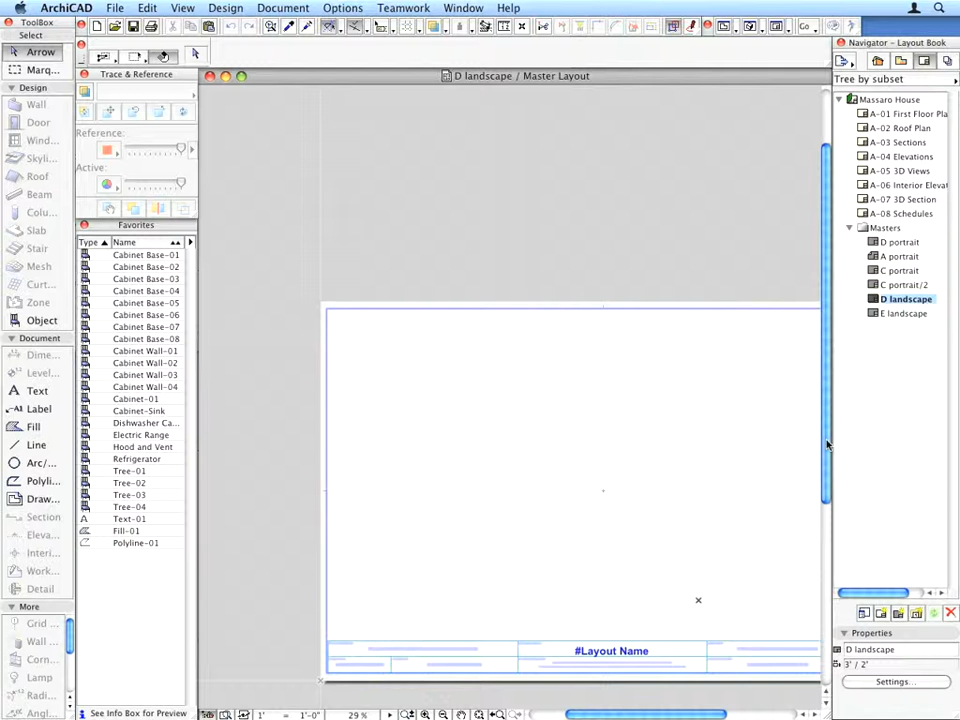 ArchiCAD File Edit View Design Document Options Teamwork Window Help
ToolBox
Select
Arrow
Marq...
Design
Wall
Door
Wind...
Skyli...
Roof
Beam
Colu...
Slab
Stair
Mesh
Curt...
Zone
Object
Document
Dime...
Level...
Text
A1 Label
Fill
Line
Arc/...
Polyli...
Draw...
Section
Eleva...
Interi...
Work...
Detail
More
Grid ...
Wall ...
Corn...
Lamp
Radi...
Angl...
Trace & Reference
Reference:
Active:
Favorites
Type Name
Cabinet Base-01
Cabinet Base-02
Cabinet Base-03
Cabinet Base-04
Cabinet Base-05
Cabinet Base-06
Cabinet Base-07
Cabinet Base-08
Cabinet Wall-01
Cabinet Wall-02
Cabinet Wall-03
Cabinet Wall-04
Cabinet-01
Cabinet-Sink
Dishwasher Ca...
Electric Range
Hood and Vent
Refrigerator
Tree-01
Tree-02
Tree-03
Tree-04
A Text-01
Fill-01
Polyline-01
See Info Box for Preview
D landscape / Master Layout
#Layout Name
1' = 1'-0" 29 %
Navigator - Layout Book
Tree by subset
Massaro House
A-01 First Floor Pla
A-02 Roof Plan
A-03 Sections
A-04 Elevations
A-05 3D Views
A-06 Interior Elevat
A-07 3D Section
A-08 Schedules
Masters
D portrait
A portrait
C portrait
C portrait/2
D landscape
E landscape
Properties
D landscape
3' / 2'
Settings...